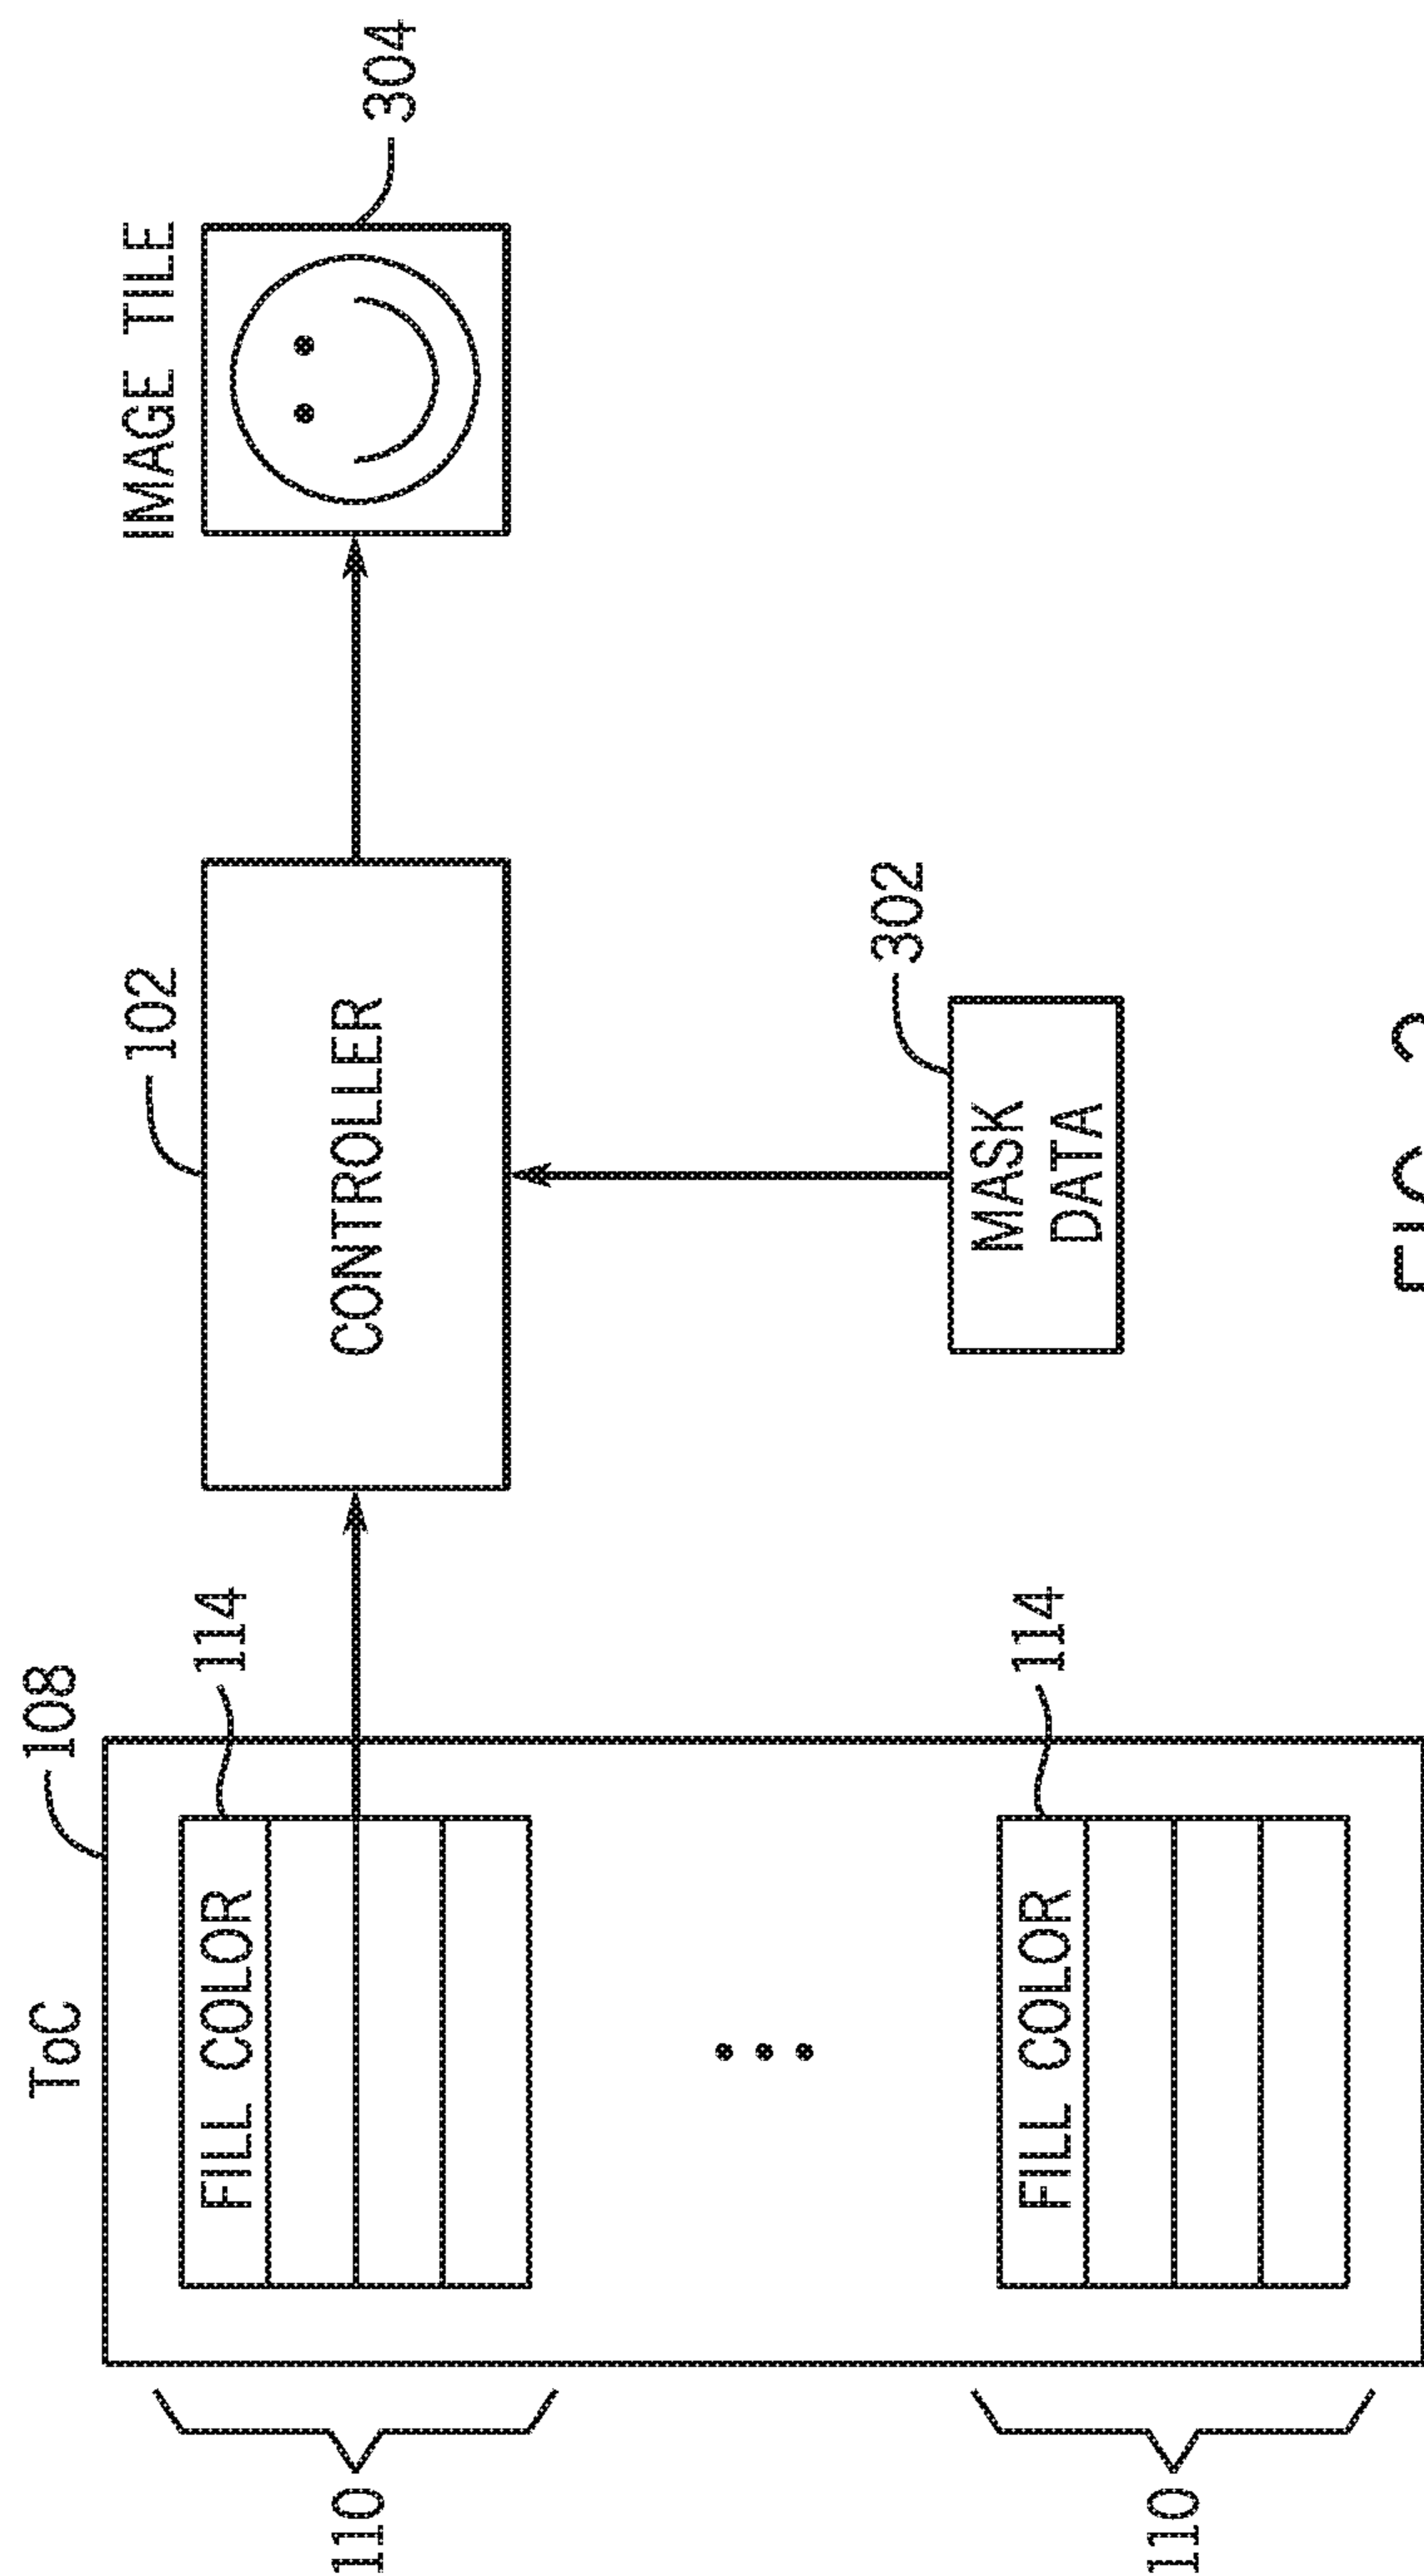 ToC
108
102
IMAGE TILE
FILL COLOR
114
110
CONTROLLER
304
302
MASK
DATA
FILL COLOR
114
110